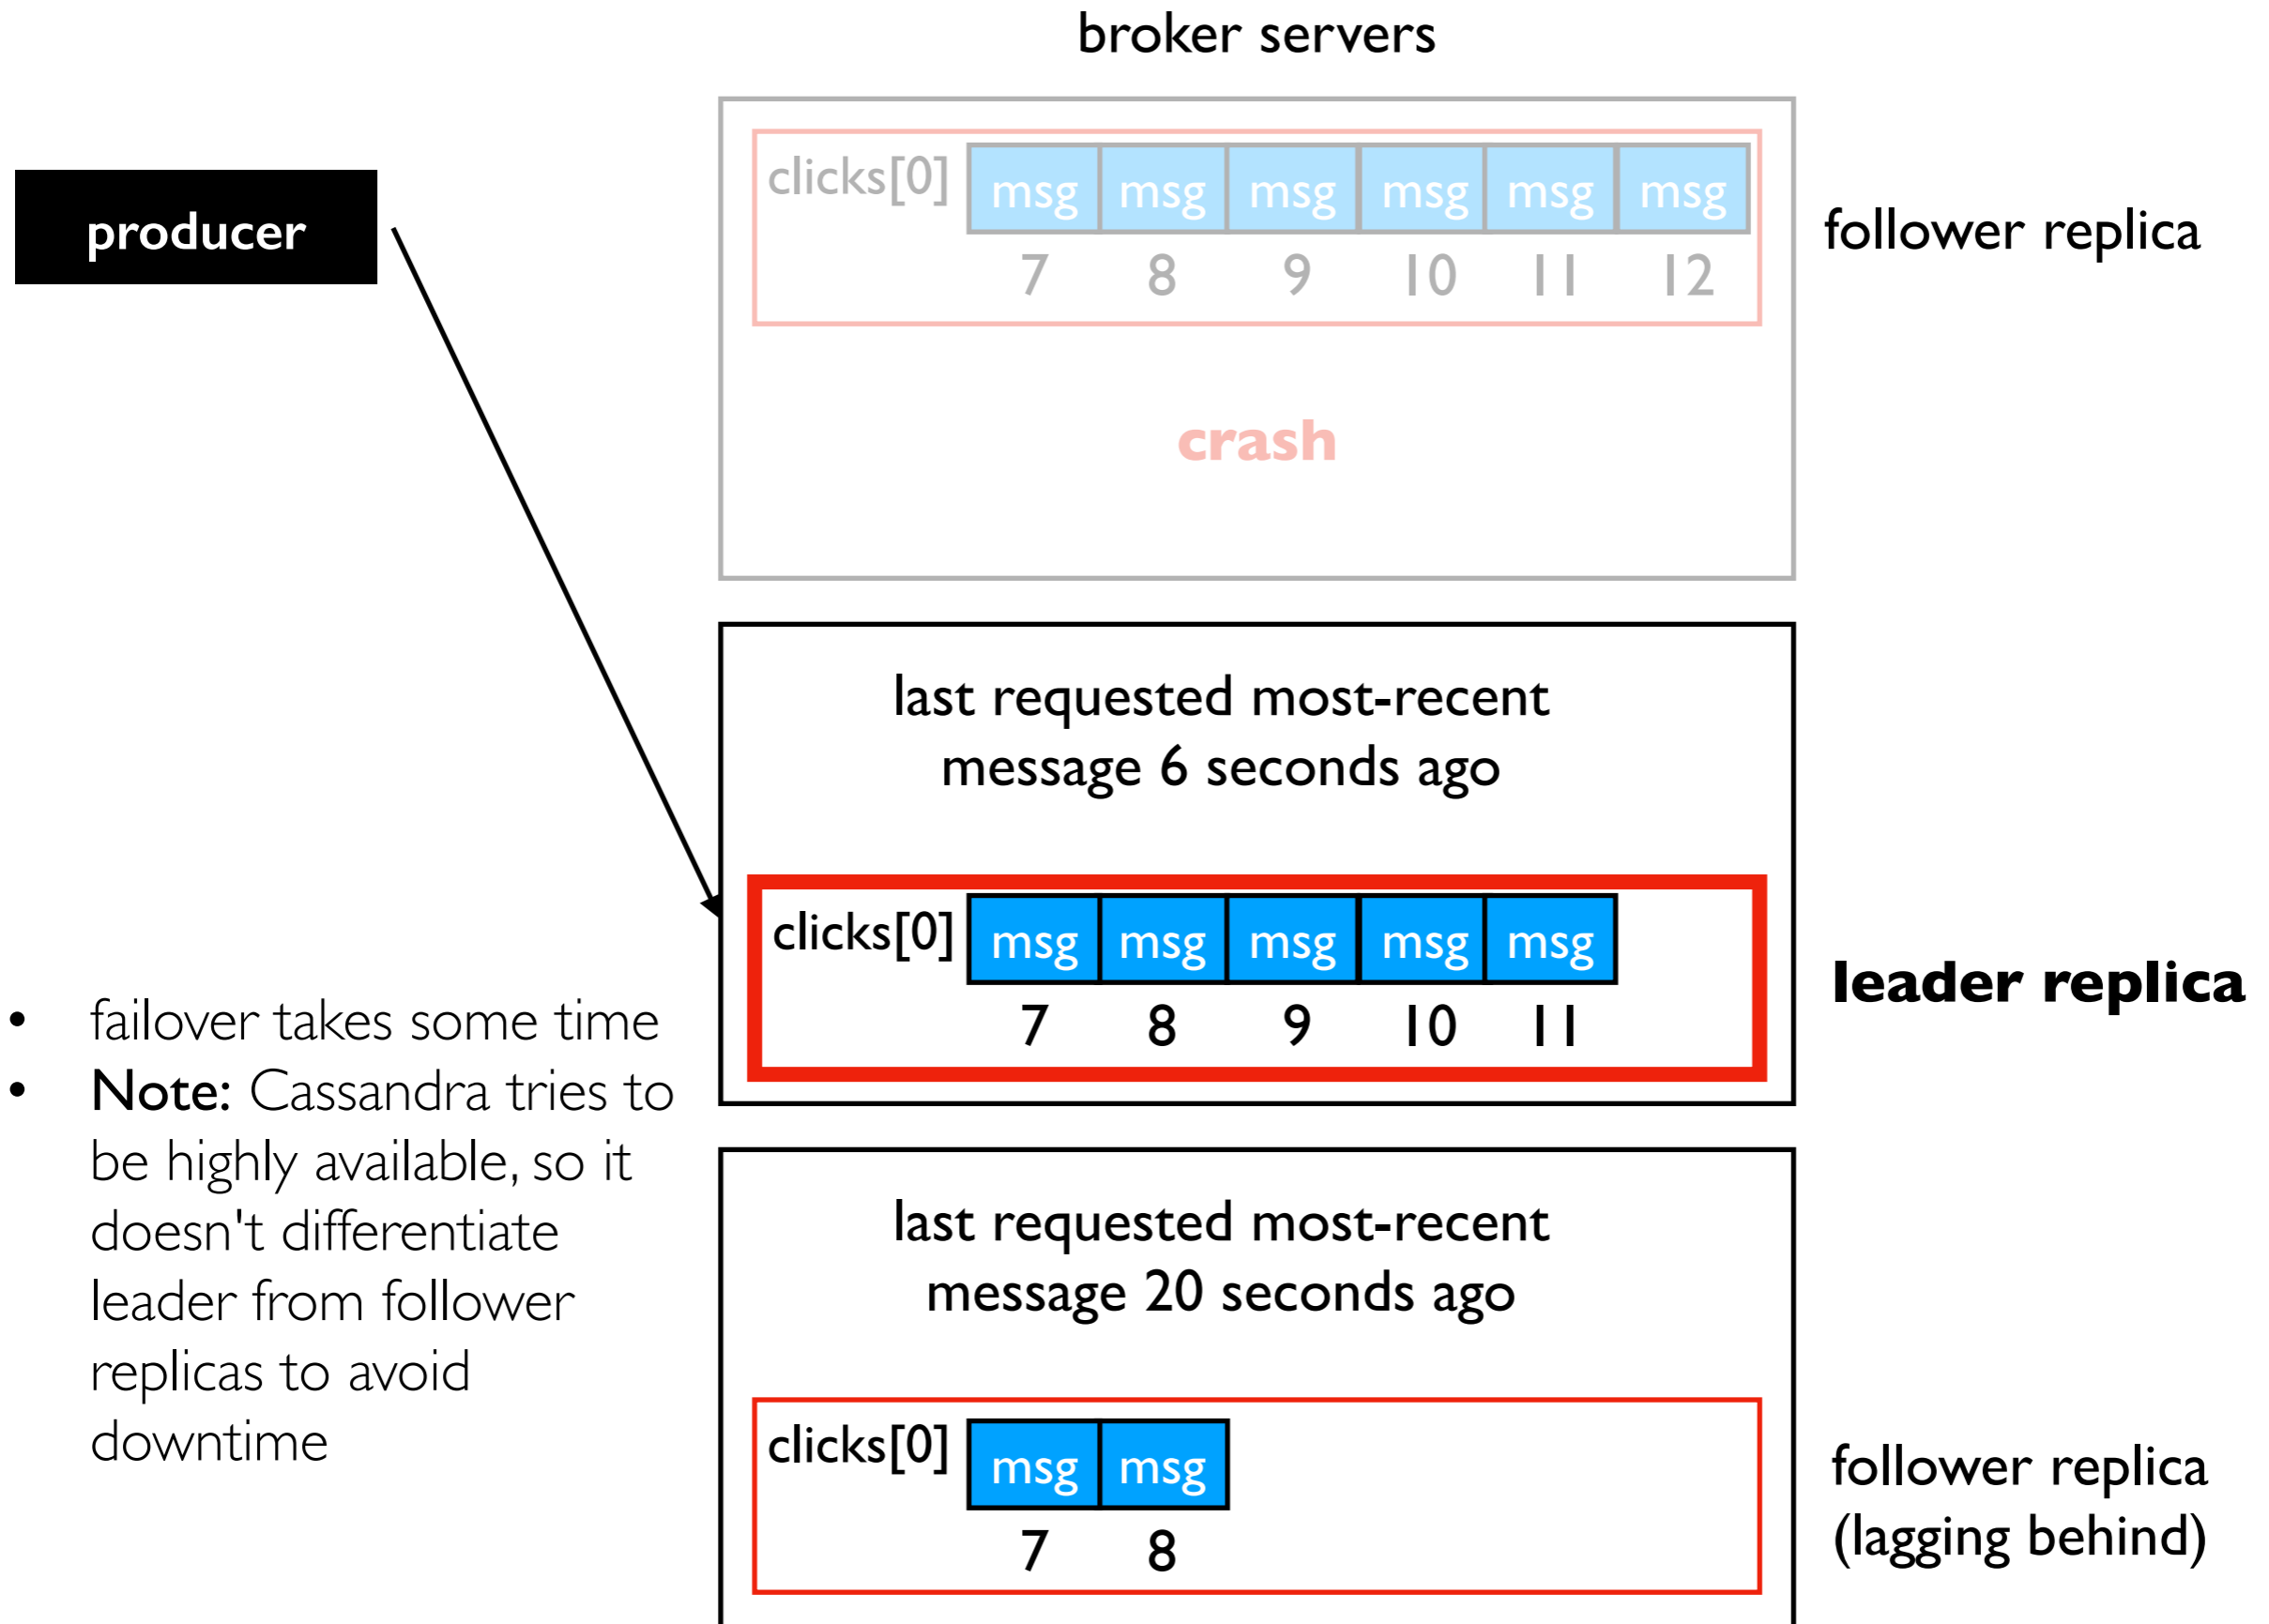 broker servers
producer
clicks[0] msg msg msg msg msg msg
7 8 9 10 11 12
follower replica
crash
last requested most-recent
message 6 seconds ago
clicks[0] msg msg msg msg msg
7 8 9 10 11
leader replica
• failover takes some time
• Note: Cassandra tries to
be highly available, so it
doesn't differentiate
leader from follower
replicas to avoid
downtime
last requested most-recent
message 20 seconds ago
clicks[0] msg msg
7 8
follower replica
(lagging behind)